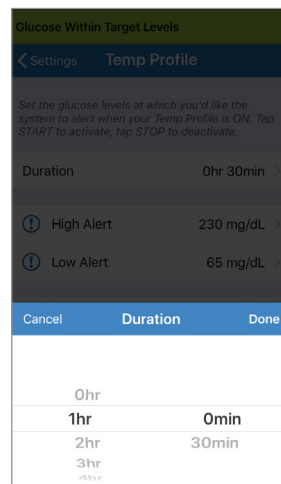 Glucose Within Target Levels
Settings Temp Profile
Set the glucose levels at which you'd like the
system to alert when your Temp Profile is ON. Tap
START to activate; tap STOP to deactivate.
Duration 0hr 30min
High Alert 230 mg/dL
Low Alert 65 mg/dL
Cancel Duration Done
0hr
1hr 0min
2hr 30min
3hr
4hr